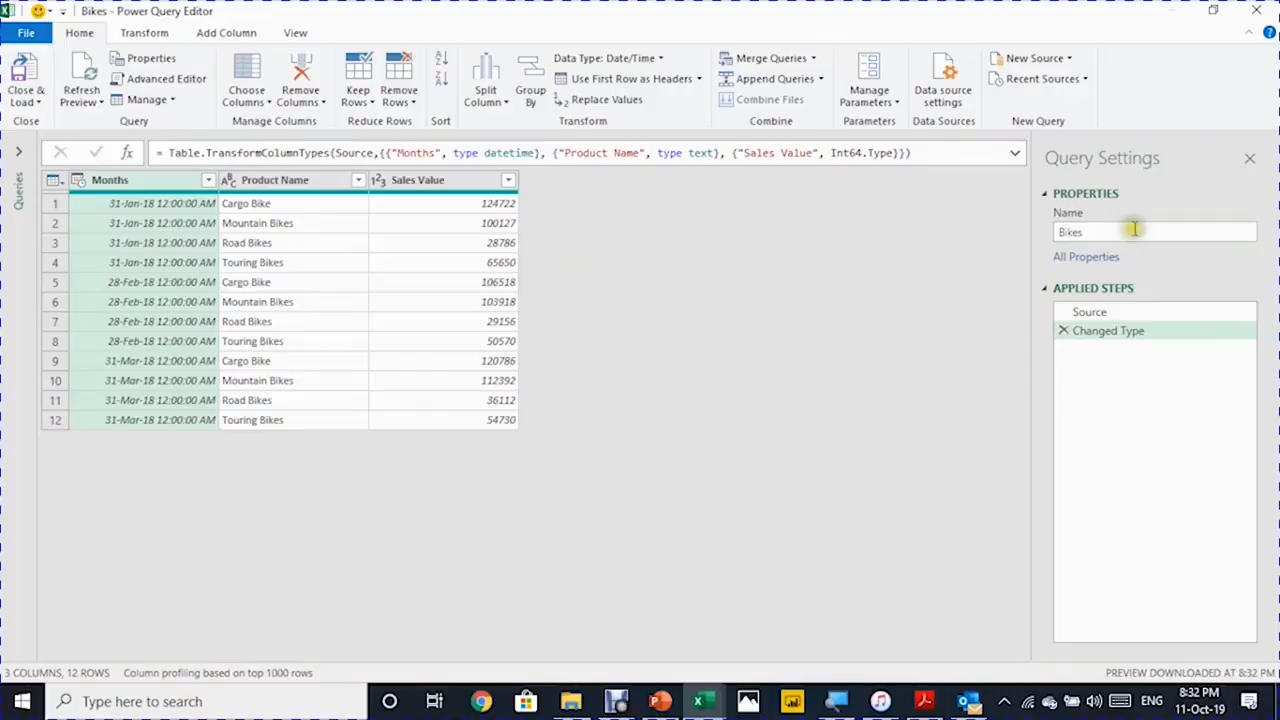 Bikes - Power Query Editor
File Home Transform Add Column View
Close & Load
Close
Refresh Preview
Properties
Advanced Editor
Manage
Query
Choose Columns
Remove Columns
Manage Columns
Keep Rows
Remove Rows
Reduce Rows
Sort
Split Column
Group By
Data Type: Date/Time
Use First Row as Headers
Replace Values
Transform
Merge Queries
Append Queries
Combine Files
Combine
Manage Parameters
Parameters
Data source settings
Data Sources
New Source
Recent Sources
New Query
Queries
fx = Table.TransformColumnTypes(Source,{{"Months", type datetime}, {"Product Name", type text}, {"Sales Value", Int64.Type}})
Months ABC Product Name 123 Sales Value
1 31-Jan-18 12:00:00 AM Cargo Bike 124722
2 31-Jan-18 12:00:00 AM Mountain Bikes 100127
3 31-Jan-18 12:00:00 AM Road Bikes 28786
4 31-Jan-18 12:00:00 AM Touring Bikes 65650
5 28-Feb-18 12:00:00 AM Cargo Bike 106518
6 28-Feb-18 12:00:00 AM Mountain Bikes 103918
7 28-Feb-18 12:00:00 AM Road Bikes 29156
8 28-Feb-18 12:00:00 AM Touring Bikes 50570
9 31-Mar-18 12:00:00 AM Cargo Bike 120786
10 31-Mar-18 12:00:00 AM Mountain Bikes 112392
11 31-Mar-18 12:00:00 AM Road Bikes 36112
12 31-Mar-18 12:00:00 AM Touring Bikes 54730
Query Settings
PROPERTIES
Name
Bikes
All Properties
APPLIED STEPS
Source
Changed Type
3 COLUMNS, 12 ROWS Column profiling based on top 1000 rows
PREVIEW DOWNLOADED AT 8:32 PM
Type here to search
ENG
8:32 PM
11-Oct-19